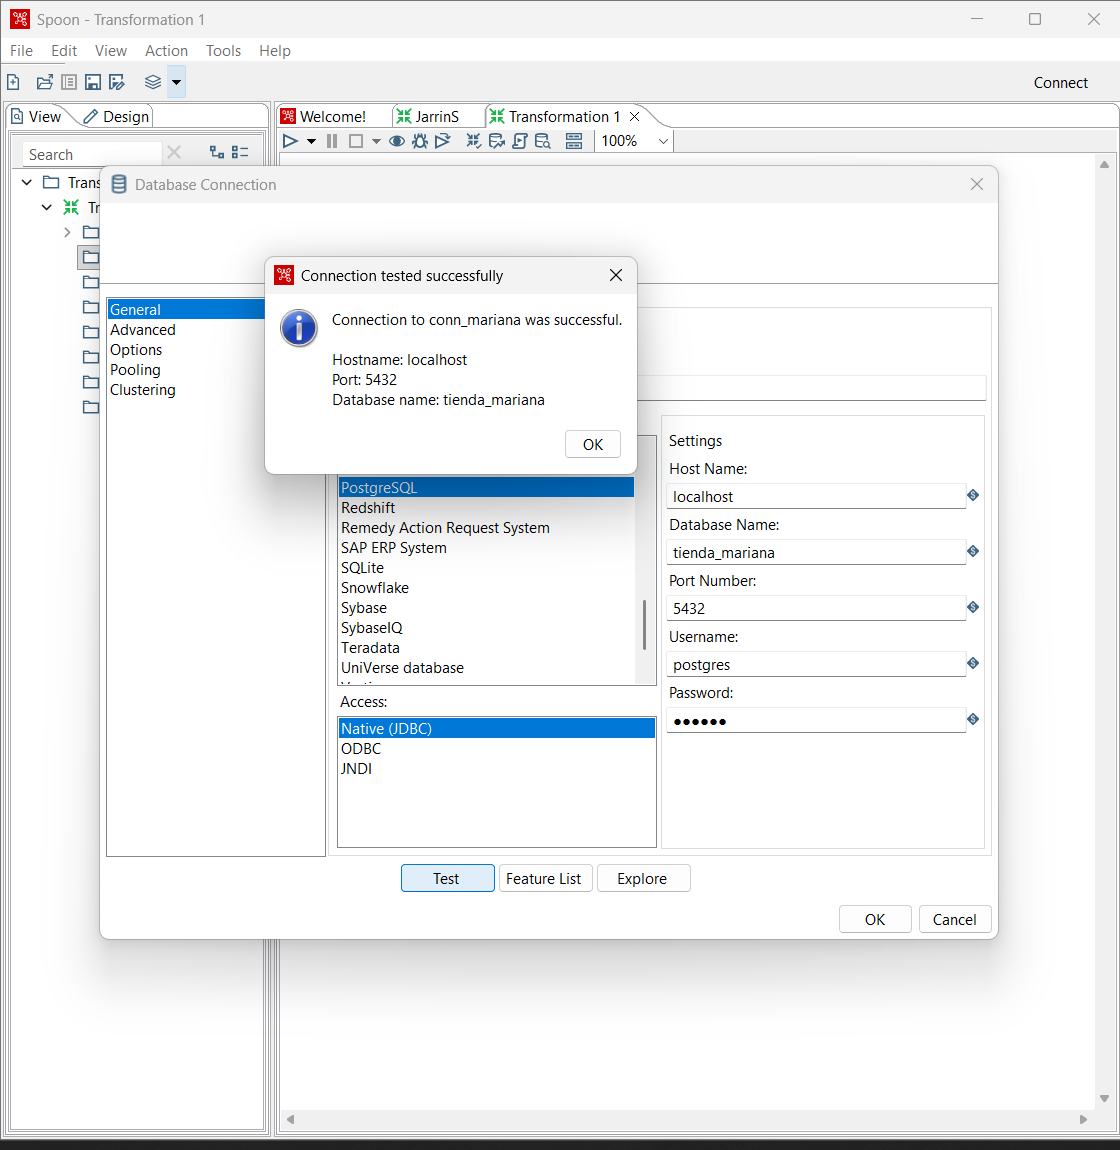 Spoon - Transformation 1
File Edit View Action Tools Help
Connect
View Design
Welcome! JarrinS Transformation 1
Search
100%
Database Connection
Connection tested successfully
Connection to conn_mariana was successful.
Hostname: localhost
Port: 5432
Database name: tienda_mariana
OK
General
Advanced
Options
Pooling
Clustering
PostgreSQL
Redshift
Remedy Action Request System
SAP ERP System
SQLite
Snowflake
Sybase
SybaseIQ
Teradata
UniVerse database
Access:
Native (JDBC)
ODBC
JNDI
Settings
Host Name:
localhost
Database Name:
tienda_mariana
Port Number:
5432
Username:
postgres
Password:
●●●●●●
Test Feature List Explore
OK Cancel